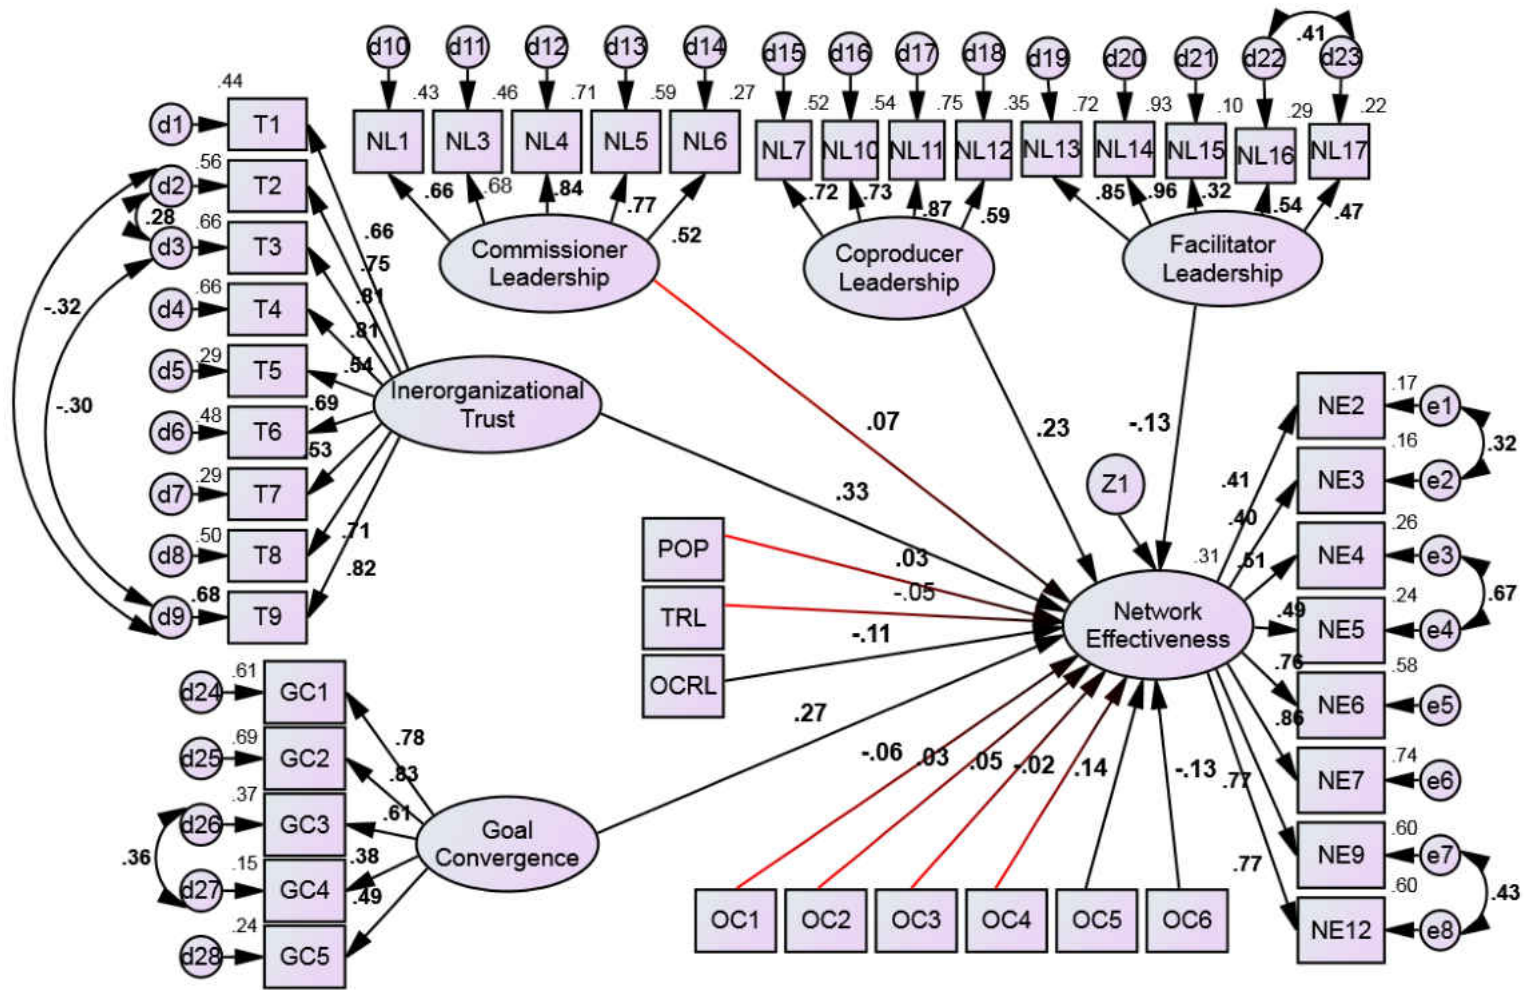 d10 d11 d12 d13 d14 d15 d16 d17 d18 d19 d20 d21 d22 .41 d23
.43 .46 .71 .59 .27 .52 .54 .75 .35 .72 .93 .10 .29 .22
NL1 NL3 NL4 NL5 NL6 NL7 NL10 NL11 NL12 NL13 NL14 NL15 NL16 NL17
.66 .68 .84 .77 .52 .72 .73 .87 .59 .85 .96 .32 .54 .47
Commissioner
Leadership
Coproducer
Leadership
Facilitator
Leadership
.44
d1 T1
.56
d2 T2
.28
.66
d3 T3
.66
d4 T4
.29
d5 T5
.48
d6 T6
.29
d7 T7
.50
d8 T8
.68
d9 T9
-.32
-.30
.66
.75
.81
.81
.54
.69
.53
.71
.82
Inerorganizational
Trust
.07
.23
-.13
.33
Z1
POP
TRL
OCRL
.03
-.05
-.11
.27
.31
Network
Effectiveness
.41
.40
.51
.49
.76
.86
.77
.77
.17
NE2 e1
.32
.16
NE3 e2
.26
NE4 e3
.67
.24
NE5 e4
.58
NE6 e5
.74
NE7 e6
.60
NE9 e7
.43
.60
NE12 e8
.61
d24 GC1
.69
d25 GC2
.37
d26 GC3
.36
.15
d27 GC4
.24
d28 GC5
.78
.83
.61
.38
.49
Goal
Convergence
-.06 .03 .05 -.02 .14 -.13
OC1 OC2 OC3 OC4 OC5 OC6